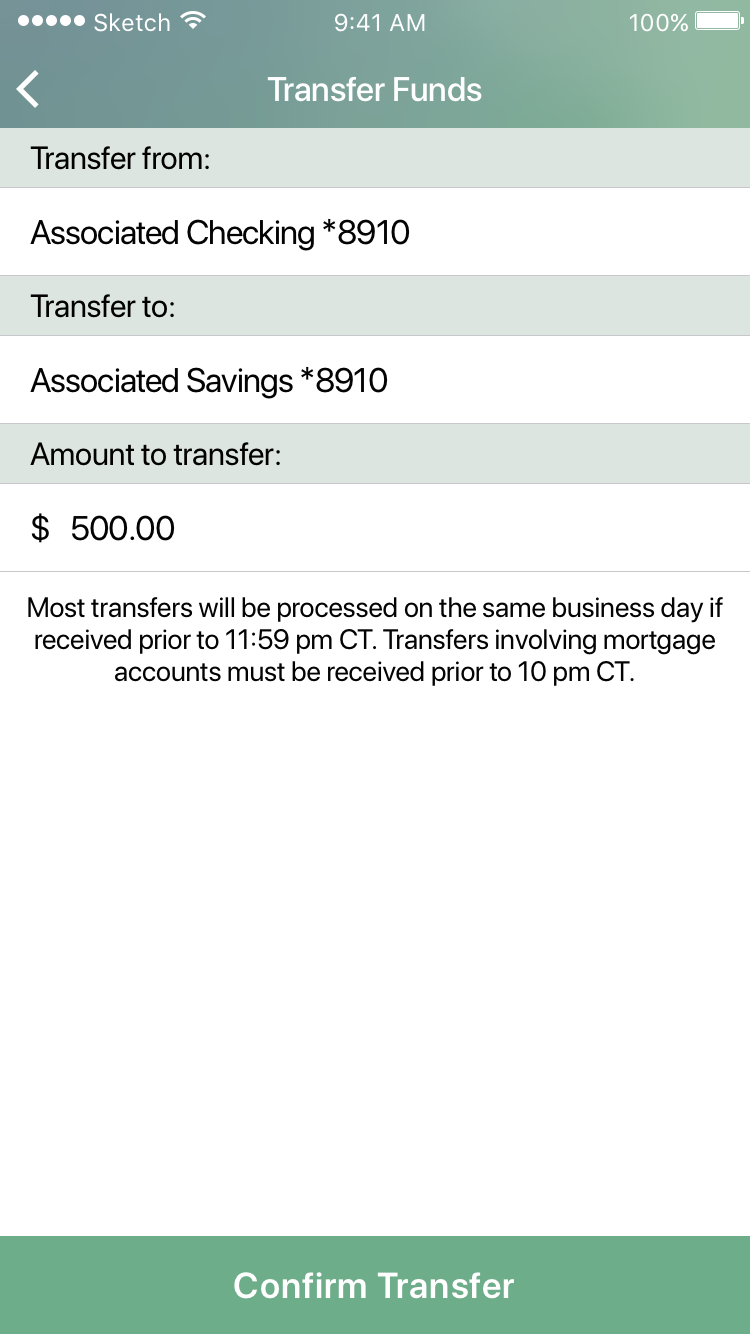 Sketch 9:41 AM 100%
Transfer Funds
Transfer from:
Associated Checking *8910
Transfer to:
Associated Savings *8910
Amount to transfer:
$ 500.00
Most transfers will be processed on the same business day if
received prior to 11:59 pm CT. Transfers involving mortgage
accounts must be received prior to 10 pm CT.
Confirm Transfer